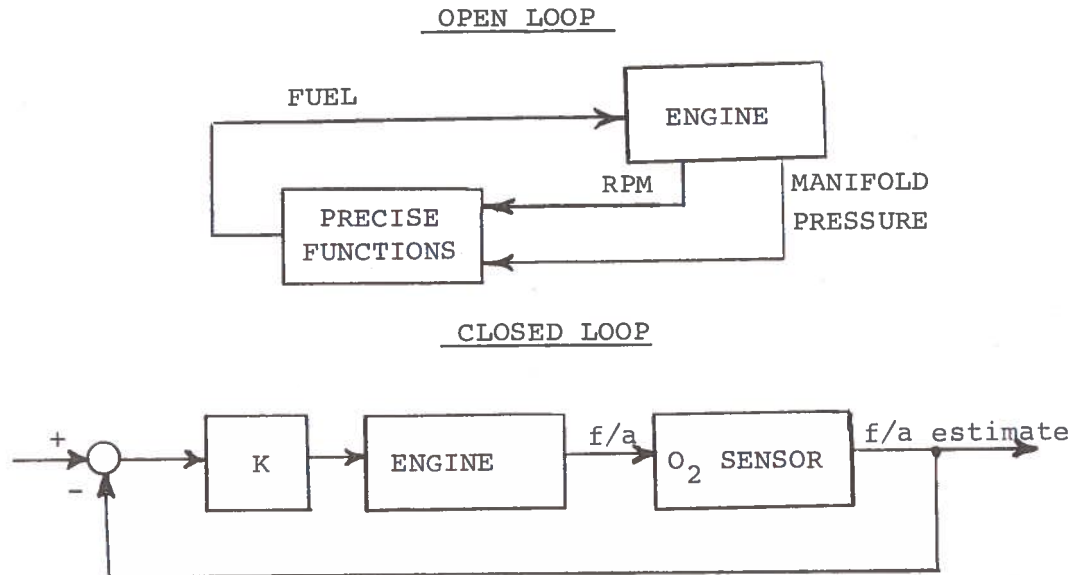 OPEN LOOP
FUEL
ENGINE
RPM
MANIFOLD
PRESSURE
PRECISE
FUNCTIONS
CLOSED LOOP
+
-
K
ENGINE
f/a
O2 SENSOR
f/a estimate